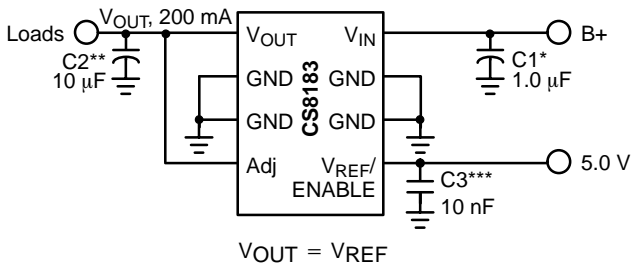 Loads
VOUT, 200 mA
C2**
10 μF
VOUT
GND
GND
Adj
CS8183
VIN
GND
GND
VREF/
ENABLE
C1*
1.0 μF
B+
C3***
10 nF
5.0 V
VOUT = VREF